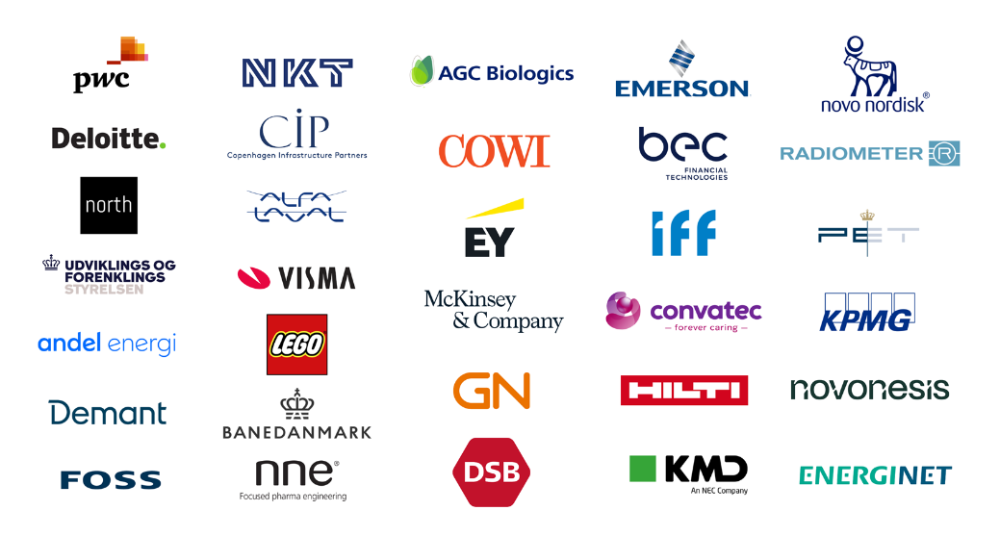 pwc
Deloitte.
north
UDVIKLINGS OG
FORENKLINGS
STYRELSEN
andel energi
Demant
FOSS
NKT
CIP
Copenhagen Infrastructure Partners
ALFA
LAVAL
VISMA
LEGO
BANEDANMARK
nne®
Focused pharma engineering
AGC Biologics
COWI
EY
McKinsey
& Company
GN
DSB
EMERSON
bec
FINANCIAL
TECHNOLOGIES
iff
convatec
— forever caring —
HILTI
KMD
An NEC Company
novo nordisk®
RADIOMETER R
PET
KPMG
novonesis
ENERGINET